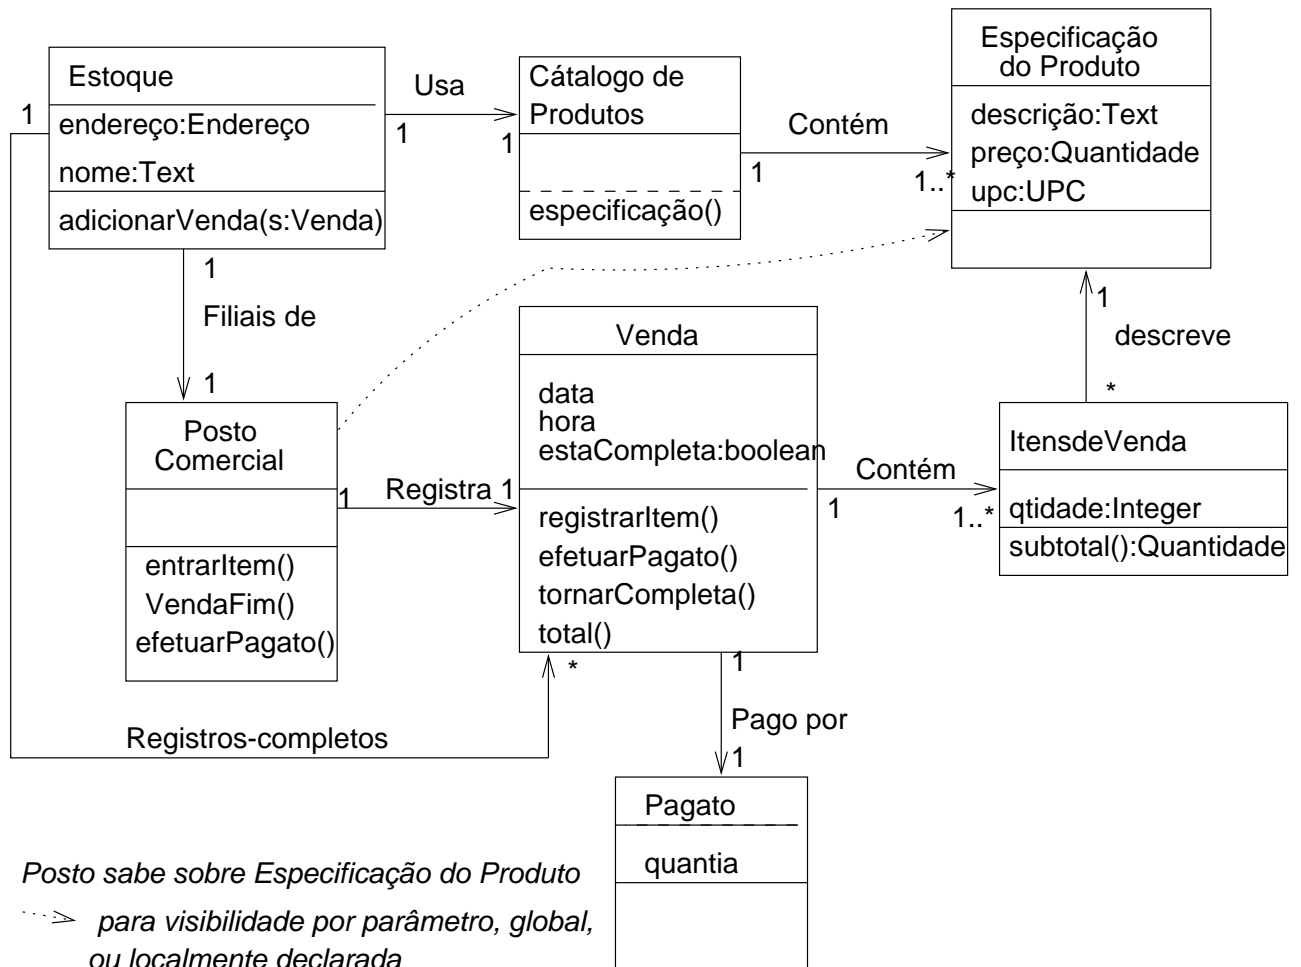 Estoque
endereço:Endereço
nome:Text
adicionarVenda(s:Venda)
1
Usa
1
1
Cátalogo de
Produtos
especificação()
Contém
1
1..*
Especificação
do Produto
descrição:Text
preço:Quantidade
upc:UPC
1
Filiais de
1
Posto
Comercial
entrarItem()
VendaFim()
efetuarPagato()
1
Registra
1
Venda
data
hora
estaCompleta:boolean
registrarItem()
efetuarPagato()
tornarCompleta()
total()
Contém
1
1..*
1
descreve
*
ItensdeVenda
qtidade:Integer
subtotal():Quantidade
*
Registros-completos
1
Pago por
1
Pagato
quantia
Posto sabe sobre Especificação do Produto
para visibilidade por parâmetro, global,
ou localmente declarada